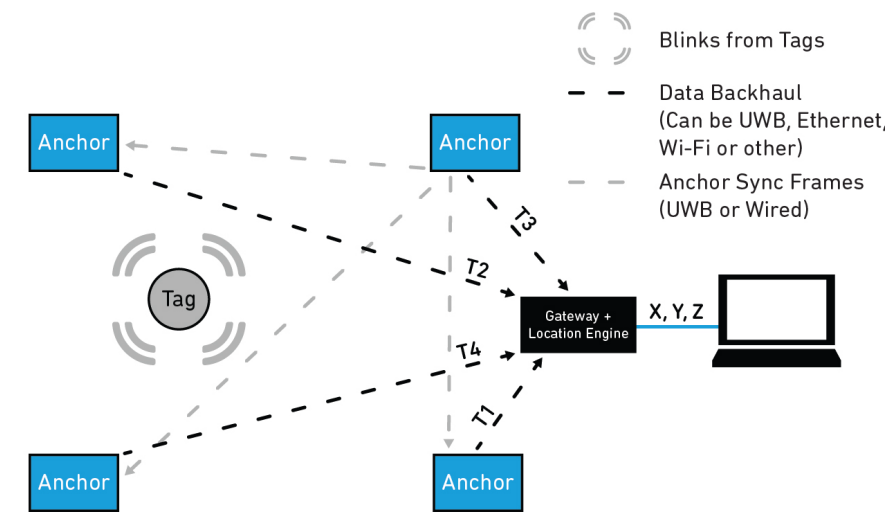 Blinks from Tags
Data Backhaul
(Can be UWB, Ethernet,
Wi-Fi or other)
Anchor Sync Frames
(UWB or Wired)
Anchor
Anchor
T3
T2
Tag
X, Y, Z
Gateway +
Location Engine
T4
T1
Anchor
Anchor